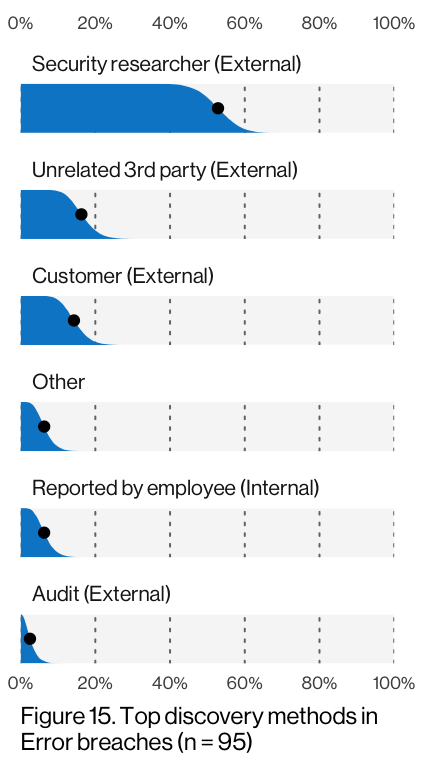 0% 20% 40% 60% 80% 100%
Security researcher (External)
Unrelated 3rd party (External)
Customer (External)
Other
Reported by employee (Internal)
Audit (External)
0% 20% 40% 60% 80% 100%
Figure 15. Top discovery methods in
Error breaches (n = 95)